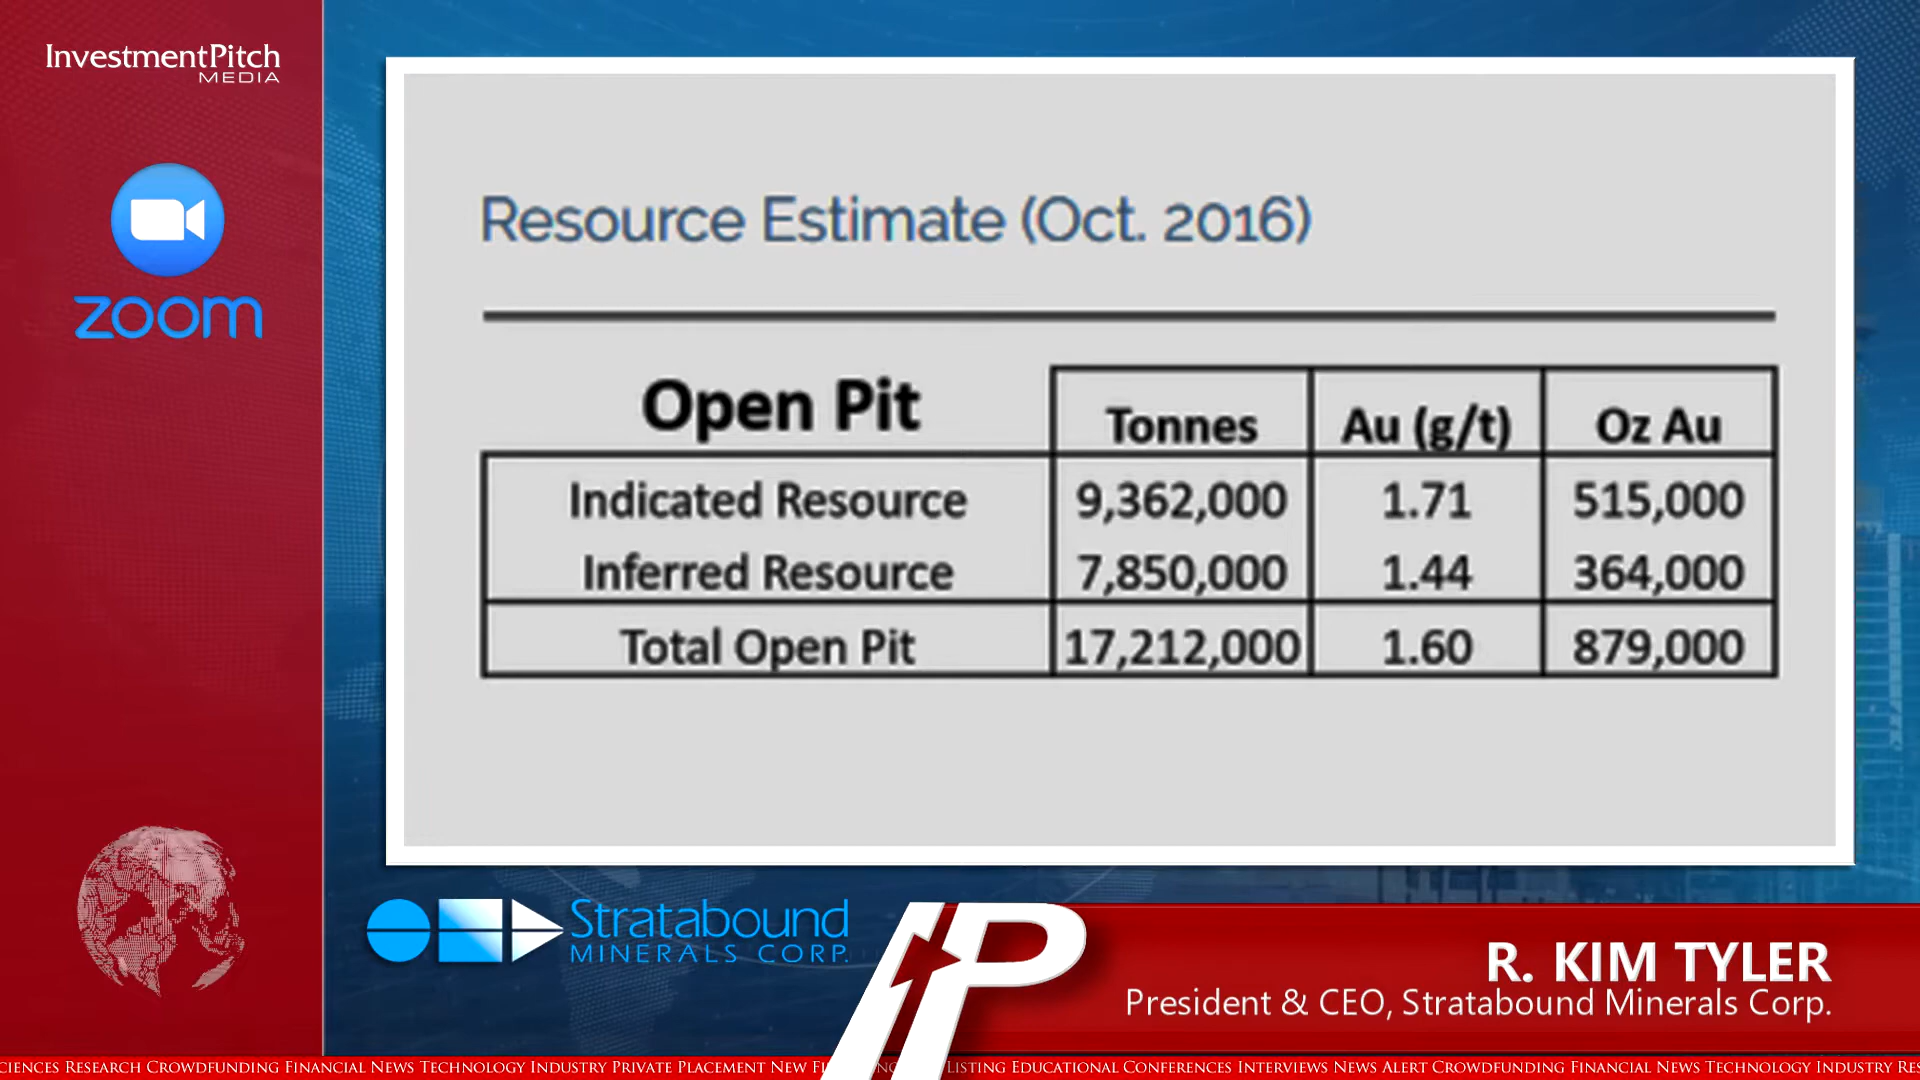 InvestmentPitch
MEDIA
zoom
Resource Estimate (Oct. 2016)
Open Pit Tonnes Au (g/t) Oz Au
Indicated Resource 9,362,000 1.71 515,000
Inferred Resource 7,850,000 1.44 364,000
Total Open Pit 17,212,000 1.60 879,000
Stratabound
MINERALS CORP.
IP
R. KIM TYLER
President & CEO, Stratabound Minerals Corp.
RESEARCH CROWDFUNDING FINANCIAL NEWS TECHNOLOGY INDUSTRY PRIVATE PLACEMENT NEW LISTING EDUCATIONAL CONFERENCES INTERVIEWS NEWS ALERT CROWDFUNDING FINANCIAL NEWS TECHNOLOGY INDUSTRY